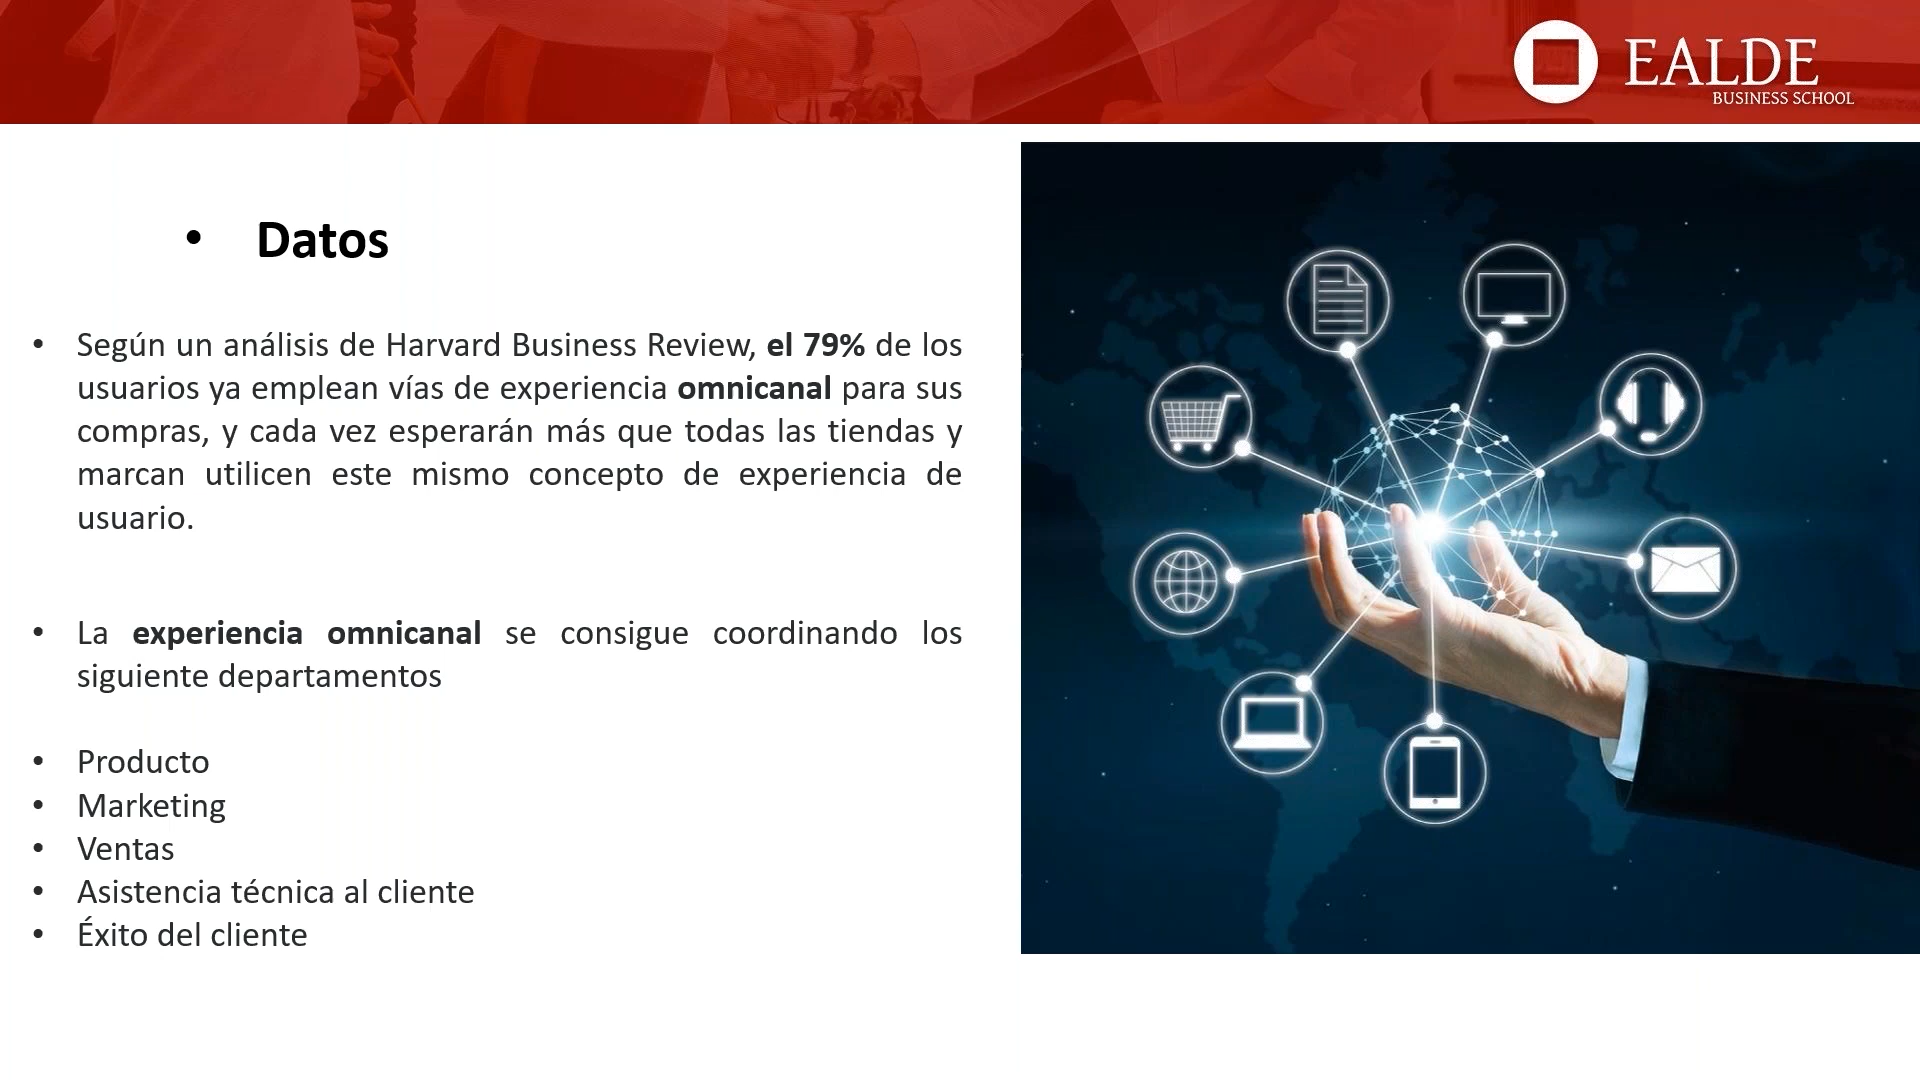 EALDE
BUSINESS SCHOOL
• Datos
• Según un análisis de Harvard Business Review, el 79% de los
usuarios ya emplean vías de experiencia omnicanal para sus
compras, y cada vez esperarán más que todas las tiendas y
marcan utilicen este mismo concepto de experiencia de
usuario.
• La experiencia omnicanal se consigue coordinando los
siguiente departamentos
• Producto
• Marketing
• Ventas
• Asistencia técnica al cliente
• Éxito del cliente